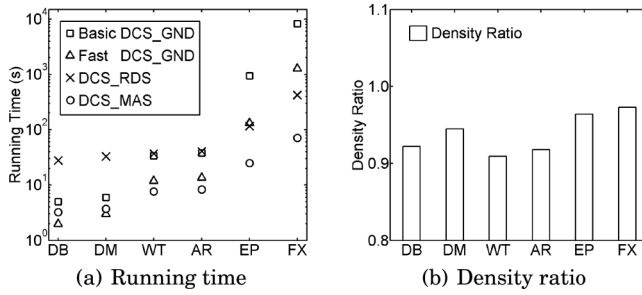 Running Time (s)
10^4
10^3
10^2
10^1
10^0
Basic DCS_GND
Fast DCS_GND
DCS_RDS
DCS_MAS
DB DM WT AR EP FX
(a) Running time
Density Ratio
1.1
1.0
0.9
0.8
Density Ratio
DB DM WT AR EP FX
(b) Density ratio